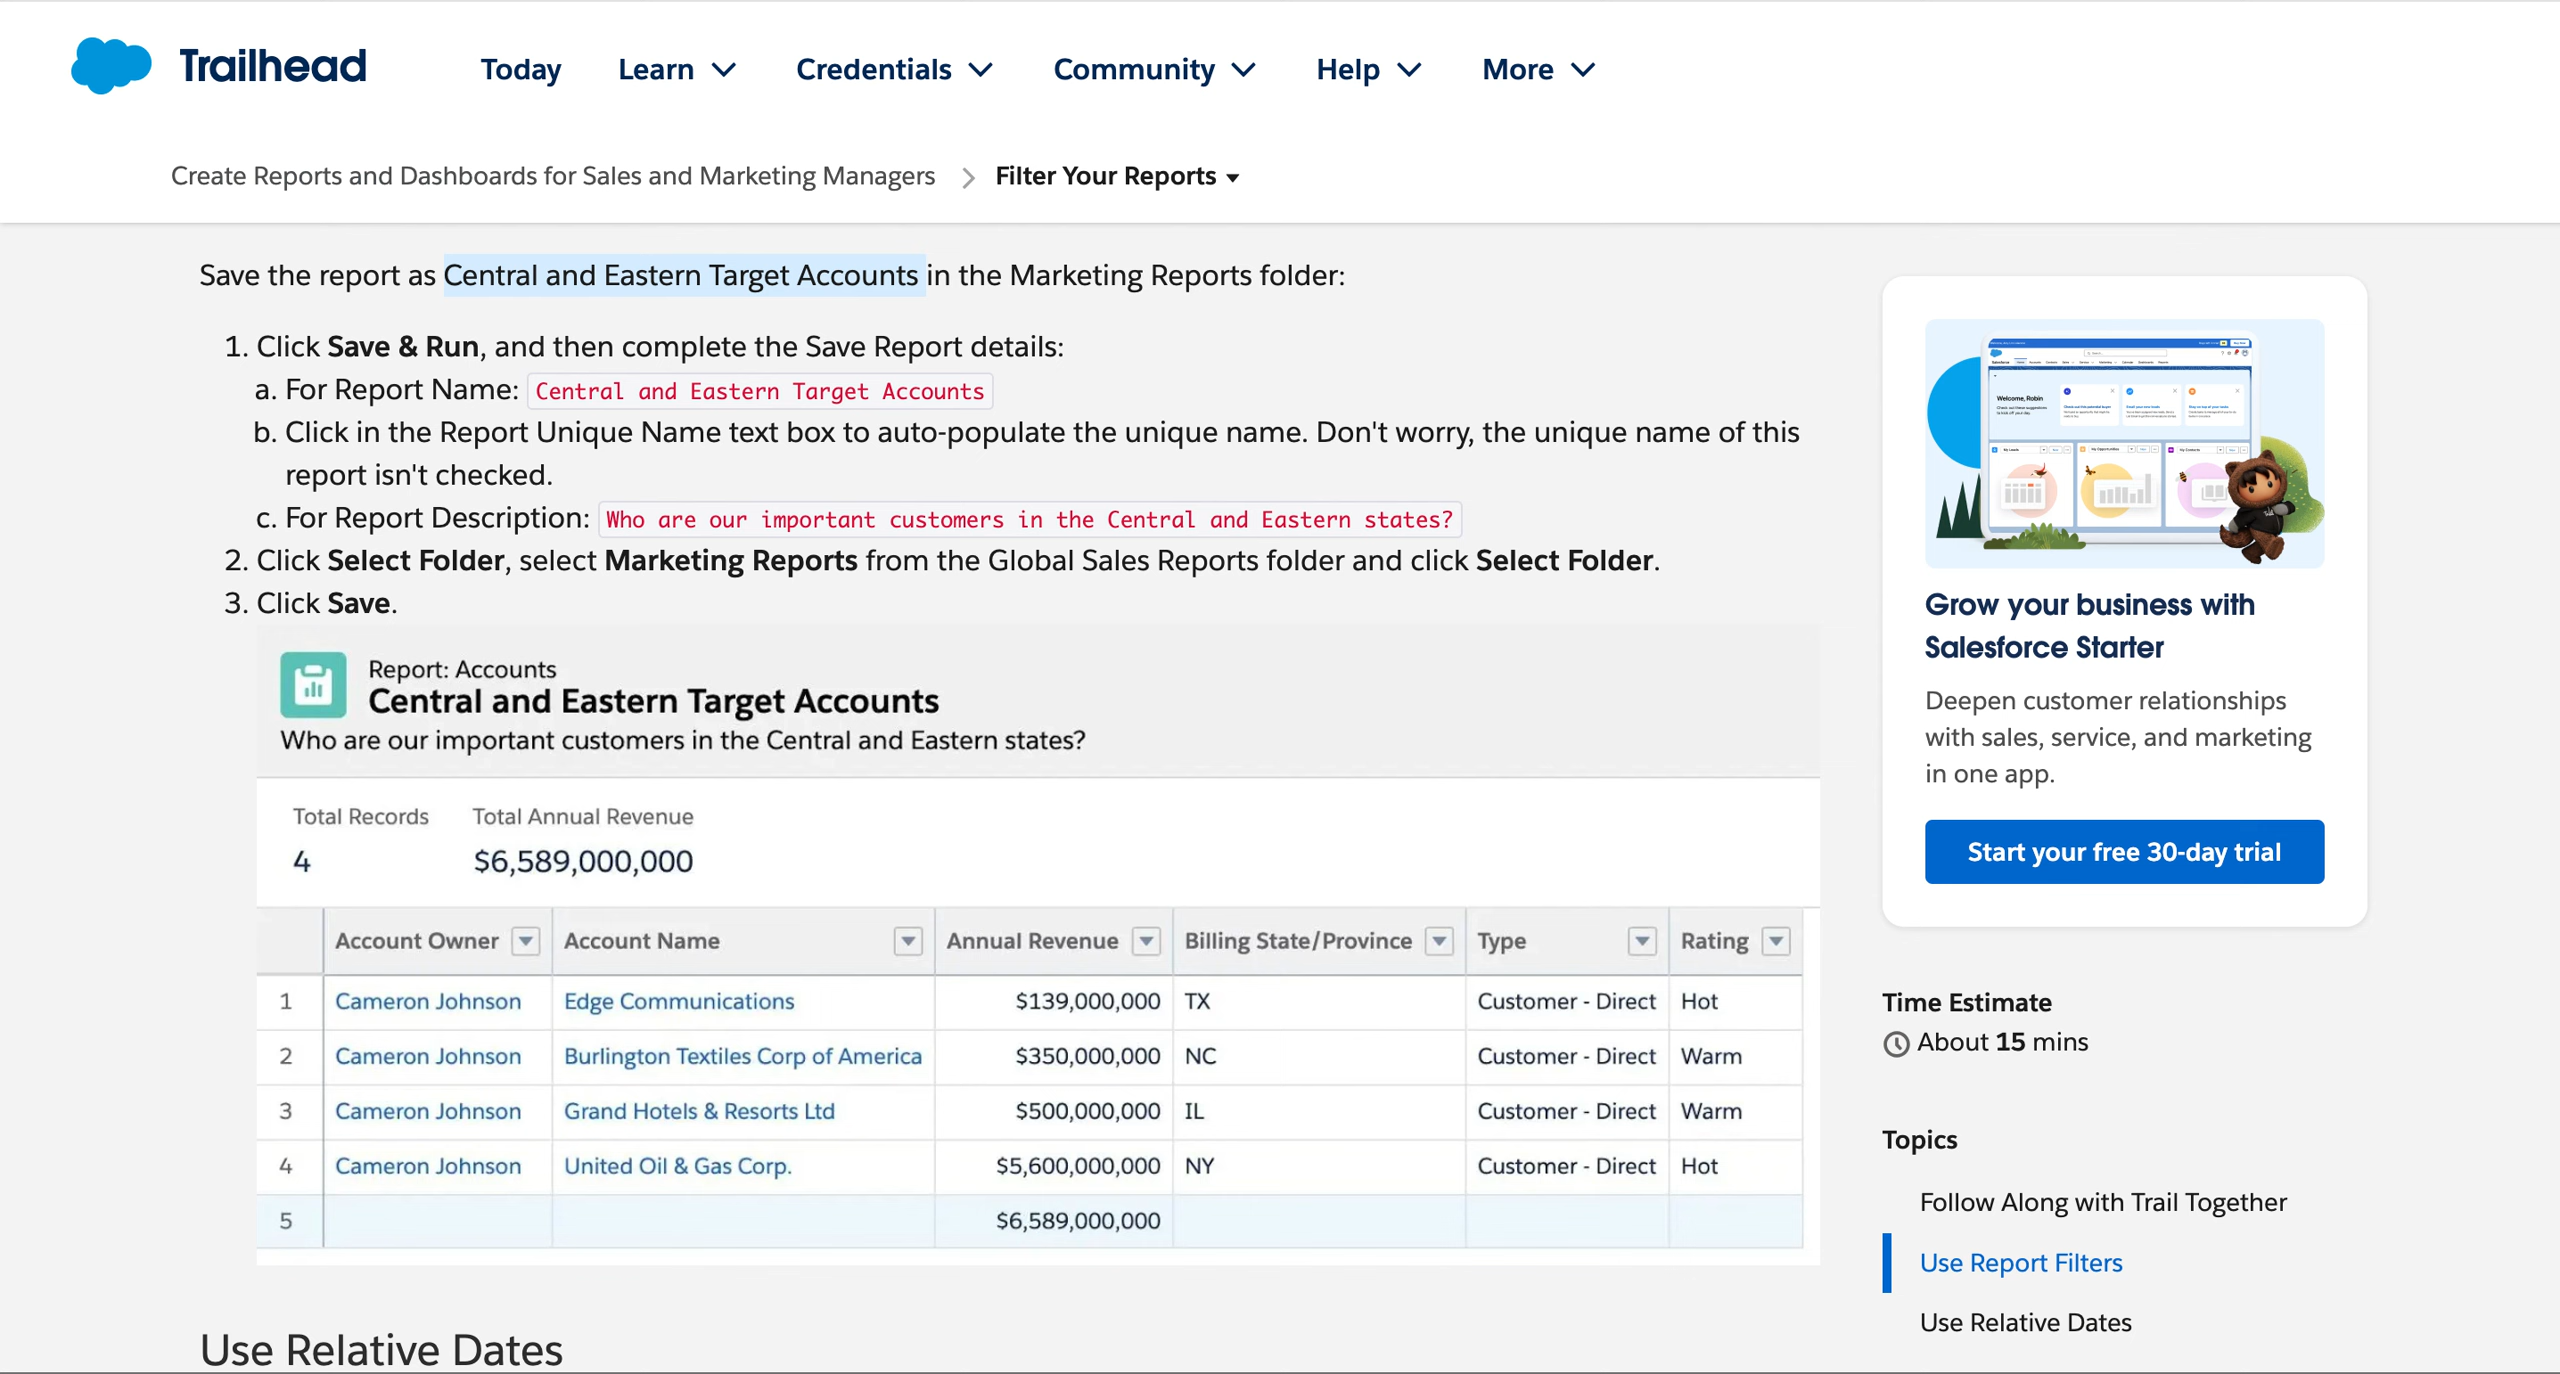 Trailhead
Today Learn Credentials Community Help More
Create Reports and Dashboards for Sales and Marketing Managers > Filter Your Reports
Save the report as Central and Eastern Target Accounts in the Marketing Reports folder:
1. Click Save & Run, and then complete the Save Report details:
a. For Report Name: Central and Eastern Target Accounts
b. Click in the Report Unique Name text box to auto-populate the unique name. Don't worry, the unique name of this
report isn't checked.
c. For Report Description: Who are our important customers in the Central and Eastern states?
2. Click Select Folder, select Marketing Reports from the Global Sales Reports folder and click Select Folder.
3. Click Save.
Report: Accounts
Central and Eastern Target Accounts
Who are our important customers in the Central and Eastern states?
Total Records Total Annual Revenue
4 $6,589,000,000
Account Owner Account Name Annual Revenue Billing State/Province Type Rating
1 Cameron Johnson Edge Communications $139,000,000 TX Customer - Direct Hot
2 Cameron Johnson Burlington Textiles Corp of America $350,000,000 NC Customer - Direct Warm
3 Cameron Johnson Grand Hotels & Resorts Ltd $500,000,000 IL Customer - Direct Warm
4 Cameron Johnson United Oil & Gas Corp. $5,600,000,000 NY Customer - Direct Hot
5 $6,589,000,000
Use Relative Dates
Welcome, Robin
Grow your business with
Salesforce Starter
Deepen customer relationships
with sales, service, and marketing
in one app.
Start your free 30-day trial
Time Estimate
About 15 mins
Topics
Follow Along with Trail Together
Use Report Filters
Use Relative Dates